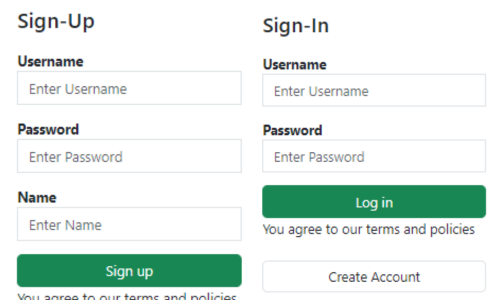 Sign-Up
Username
Enter Username
Password
Enter Password
Name
Enter Name
Sign up
You agree to our terms and policies
Sign-In
Username
Enter Username
Password
Enter Password
Log in
You agree to our terms and policies
Create Account